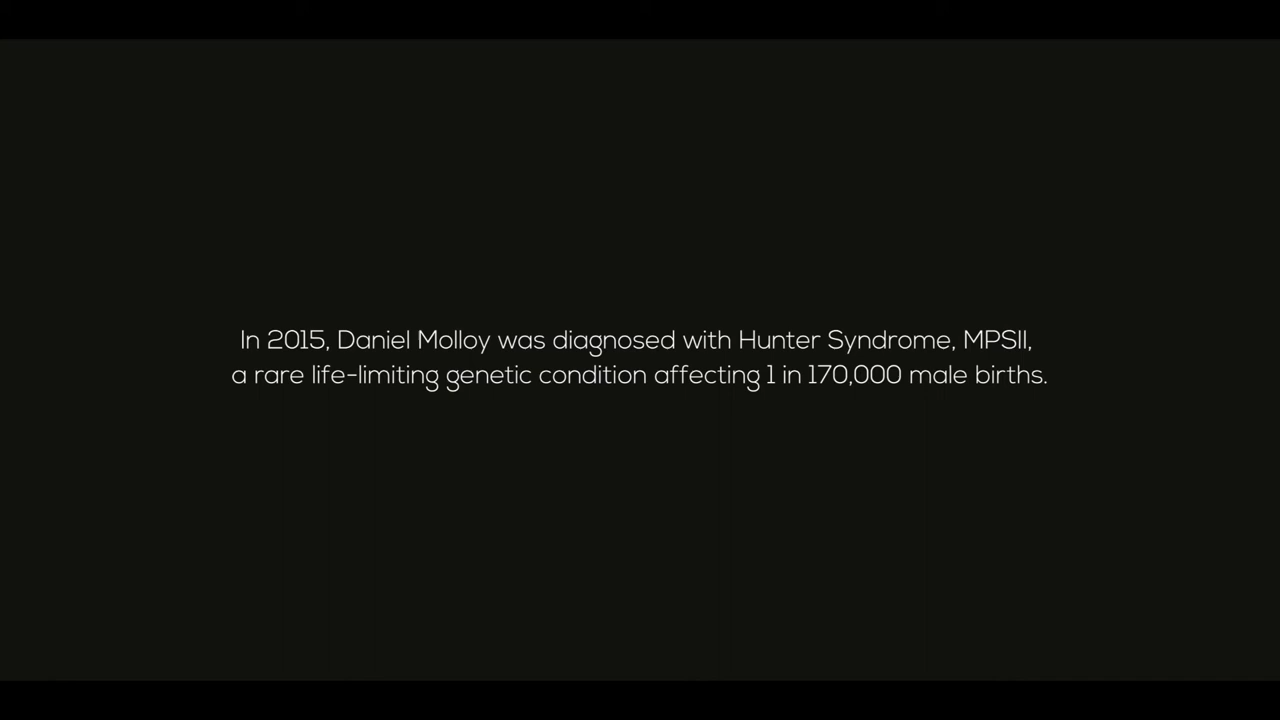 In 2015, Daniel Molloy was diagnosed with Hunter Syndrome, MPSII,
a rare life-limiting genetic condition affecting 1 in 170,000 male births.